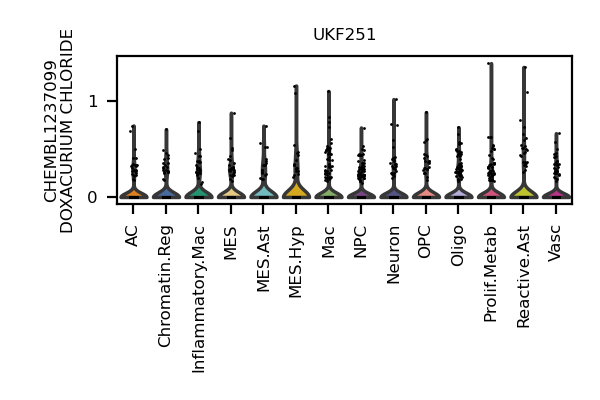 UKF251
CHEMBL1237099
DOXACURIUM CHLORIDE
1
0
AC
Chromatin.Reg
Inflammatory.Mac
MES
MES.Ast
MES.Hyp
Mac
NPC
Neuron
OPC
Oligo
Prolif.Metab
Reactive.Ast
Vasc